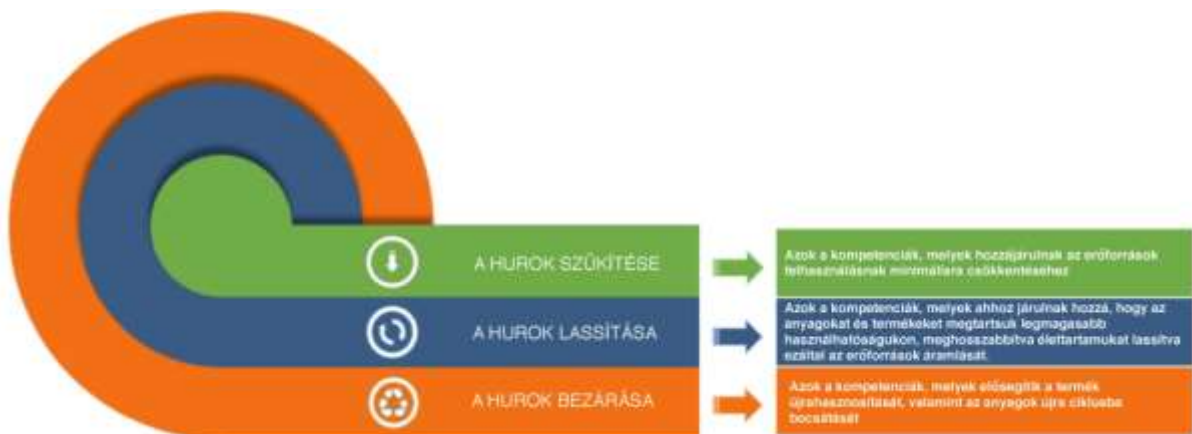 A HUROK SZŰKÍTÉSE
Azok a kompetenciák, melyek hozzájárulnak az erőforrások
felhasználásnak minimálisra csökkentéséhez
A HUROK LASSÍTÁSA
Azok a kompetenciák, melyek ahhoz járulnak hozzá, hogy az
anyagokat és termékeket megtartsuk legmagasabb
használhatóságukon, meghosszabbítva élettartamukat lassítva
ezáltal az erőforrások áramlását.
A HUROK BEZÁRÁSA
Azok a kompetenciák, melyek elősegítik a termék
újrahasznosítását, valamint az anyagok újra ciklusba
bocsátását